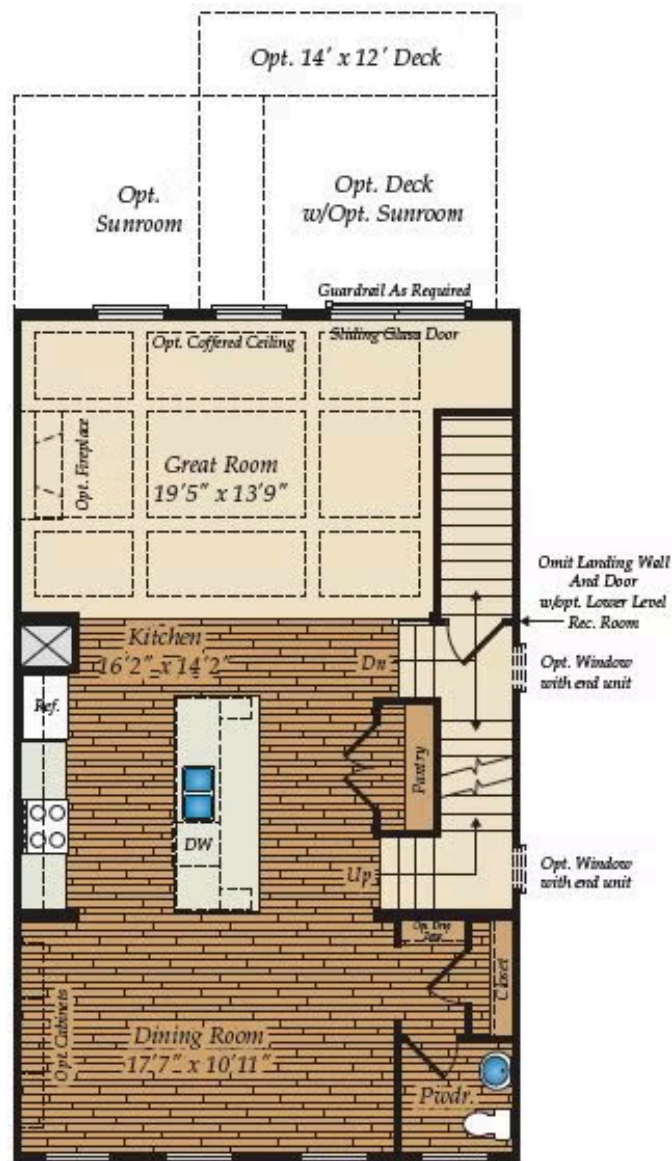 Opt. 14' x 12' Deck
Opt.
Sunroom
Opt. Deck
w/Opt. Sunroom
Guardrail As Required
Opt. Coffered Ceiling
Sliding Glass Door
Opt. Fireplace
Great Room
19'5" x 13'9"
Omit Landing Wall
And Door
w/opt. Lower Level
Rec. Room
Kitchen
16'2" x 14'2"
Dn
Opt. Window
with end unit
Ref.
Pantry
DW
Up
Opt. Window
with end unit
Opt. Cabinets
Closet
Dining Room
17'7" x 10'11"
Pwdr.